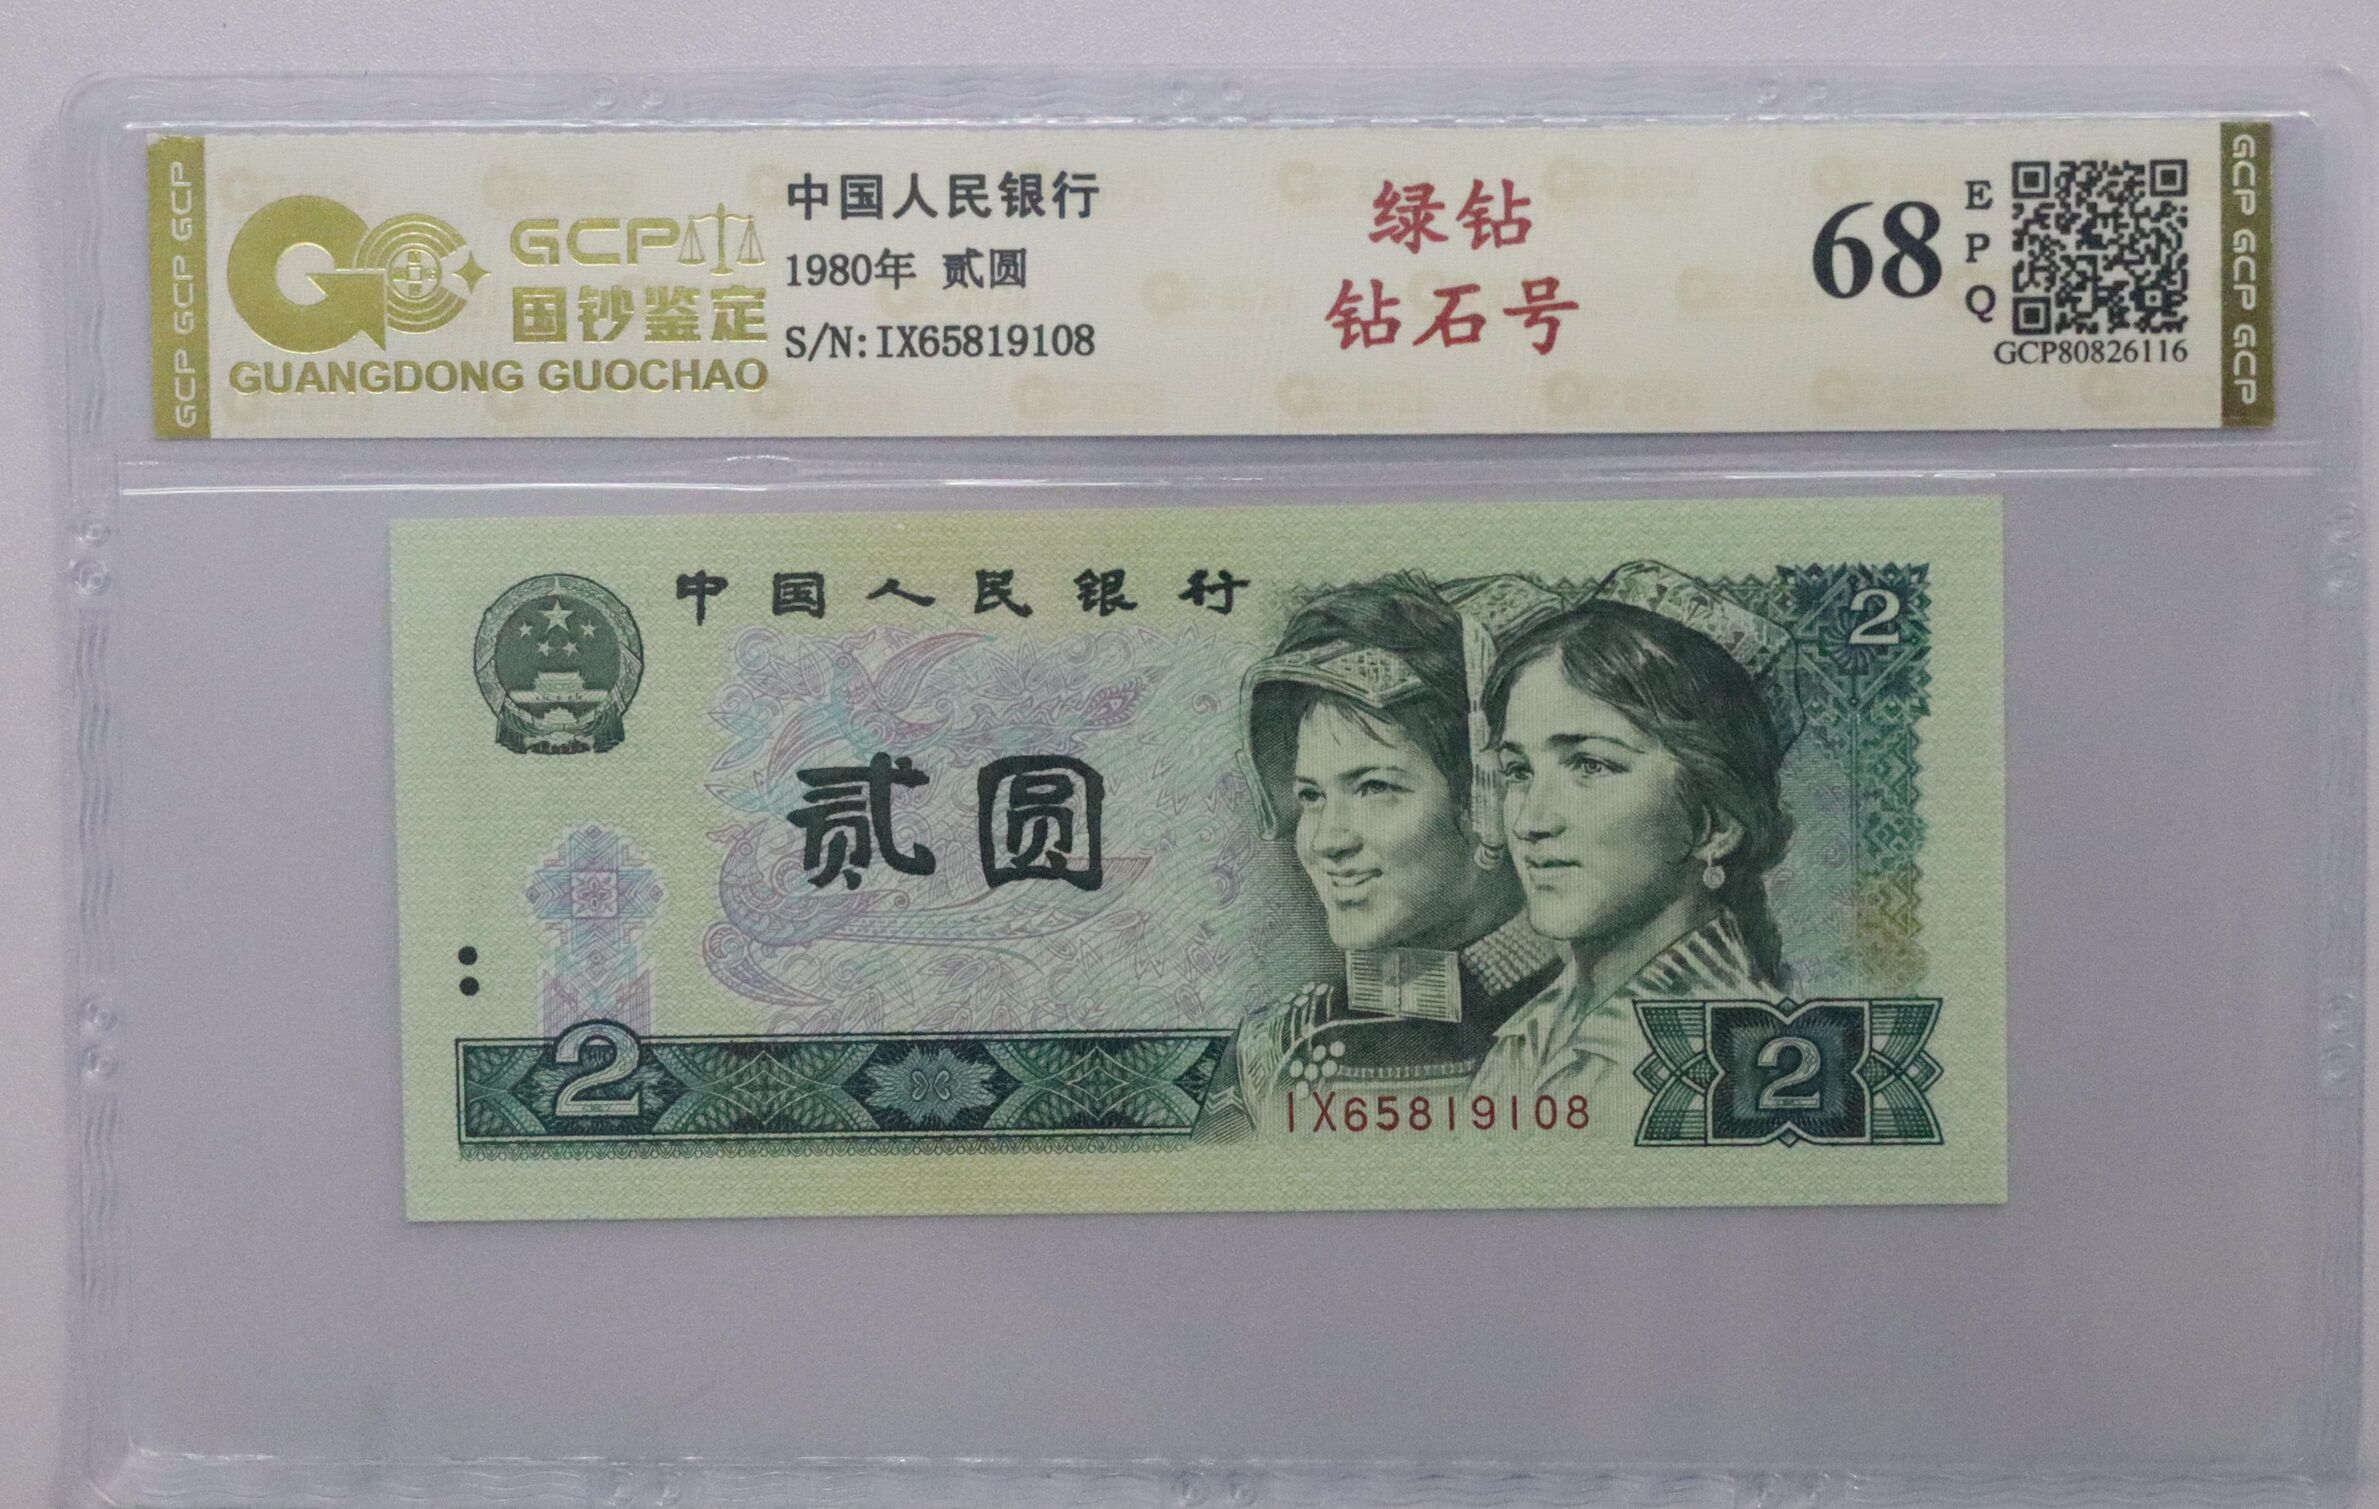 GCP GCP GCP
GCP
国钞鉴定
GUANGDONG GUOCHAO
中国人民银行
1980年 贰圆
S/N:IX65819108
绿钻
钻石号
68
EPQ
GCP80826116
GCP GCP GCP
中国人民银行
2
贰圆
2
IX65819108
2